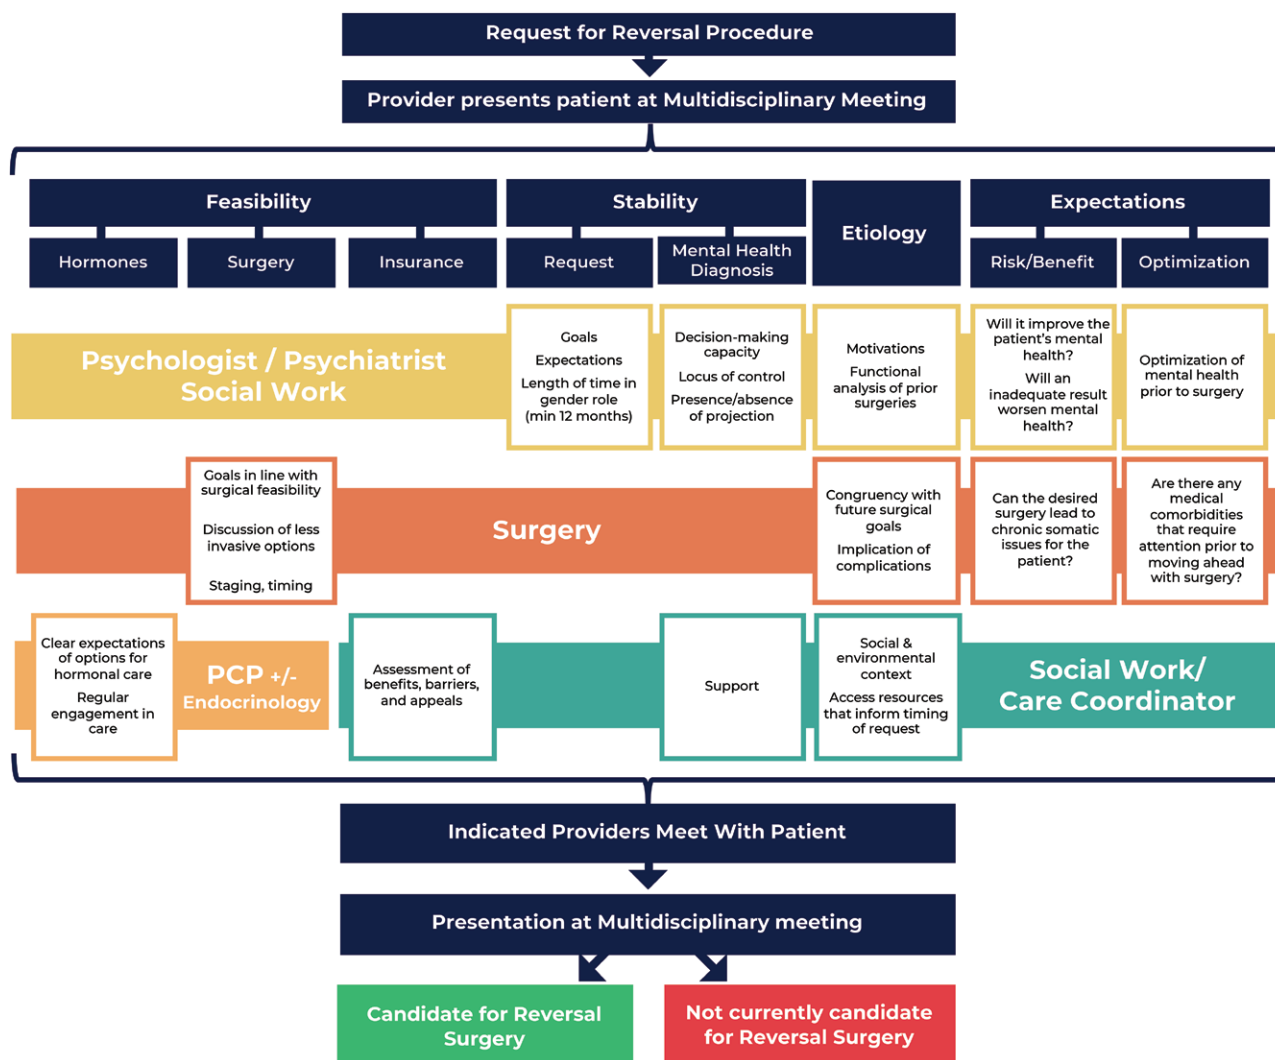 Request for Reversal Procedure
Provider presents patient at Multidisciplinary Meeting
Feasibility
Stability
Etiology
Expectations
Hormones
Surgery
Insurance
Request
Mental Health
Diagnosis
Risk/Benefit
Optimization
Psychologist / Psychiatrist
Social Work
Goals
Expectations
Length of time in
gender role
(min 12 months)
Decision-making
capacity
Locus of control
Presence/absence
of projection
Motivations
Functional
analysis of prior
surgeries
Will it improve the
patient's mental
health?
Will an
inadequate result
worsen mental
health?
Optimization of
mental health
prior to surgery
Goals in line with
surgical feasibility
Discussion of less
invasive options
Staging, timing
Surgery
Congruency with
future surgical
goals
Implication of
complications
Can the desired
surgery lead to
chronic somatic
issues for the
patient?
Are there any
medical
comorbidities
that require
attention prior to
moving ahead
with surgery?
Clear expectations
of options for
hormonal care
Regular
engagement in
care
PCP +/-
Endocrinology
Assessment of
benefits, barriers,
and appeals
Support
Social &
environmental
context
Access resources
that inform timing
of request
Social Work/
Care Coordinator
Indicated Providers Meet With Patient
Presentation at Multidisciplinary meeting
Candidate for Reversal
Surgery
Not currently candidate
for Reversal Surgery